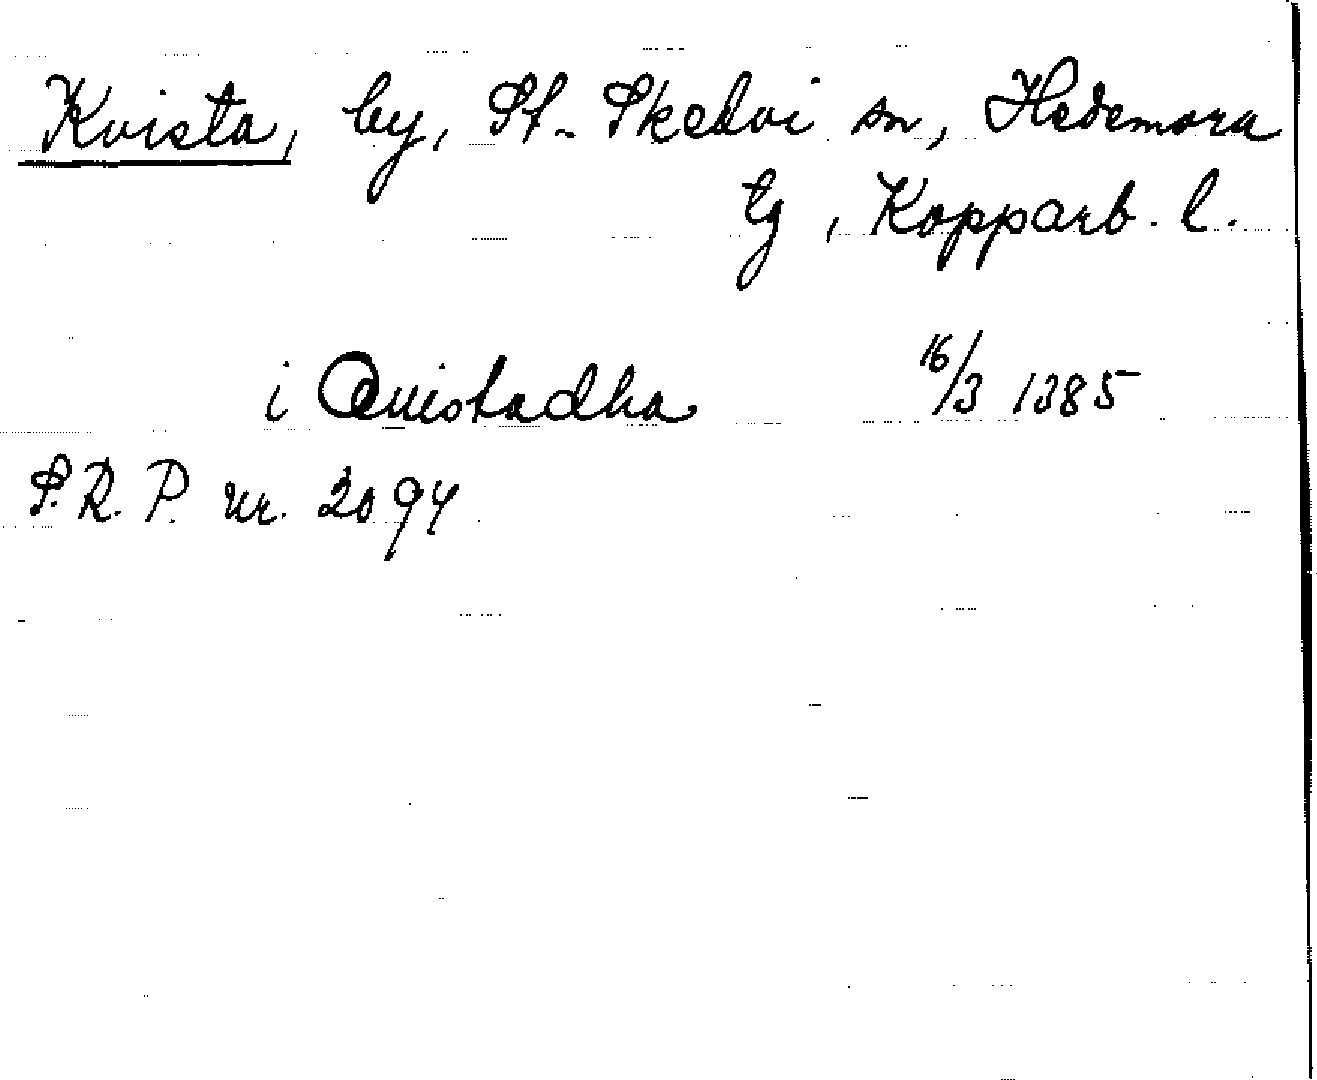 Kvista, by, St. Skedvi sn, Hedemora
tg, Kopparb. l.
i Quistadha 16/3 1385
S.R.P. nr. 2094